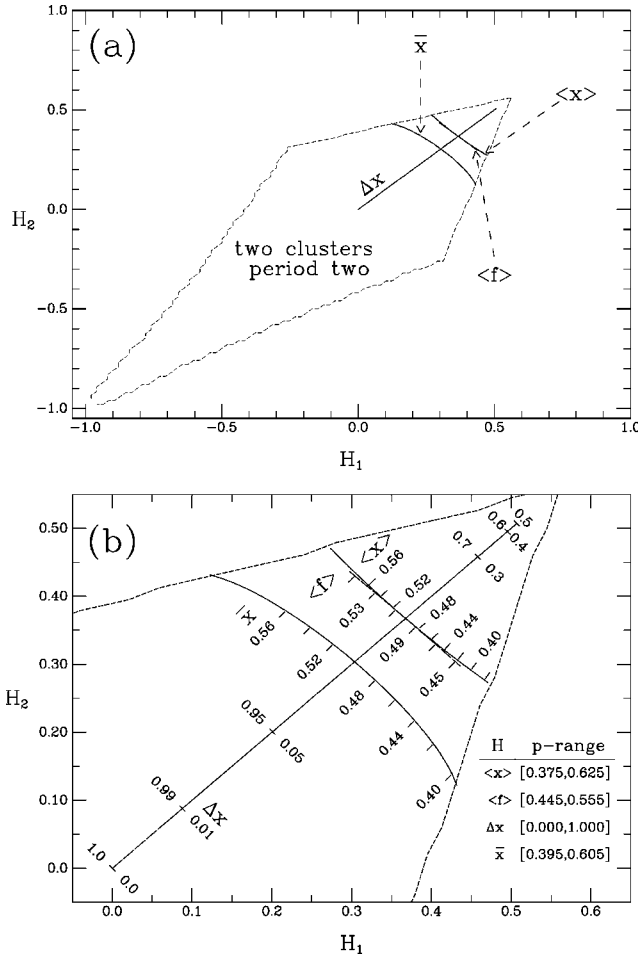 (a)
1.0
0.5
0.0
−0.5
−1.0
H2
x̅
<x>
Δx
<f>
two clusters
period two
−1.0 −0.5 0.0 0.5 1.0
H1
(b)
0.50
0.40
0.30
0.20
0.10
0.0
H2
<x>
0.56
<f>
0.53
0.52
0.6 0.5
0.4
0.7
0.3
x̅
0.56
0.52
0.49
0.48
0.44
0.40
0.45
0.48
0.44
0.40
0.95
0.05
0.99
0.01
Δx
1.0
0.0
H p-range
<x> [0.375,0.625]
<f> [0.445,0.555]
Δx [0.000,1.000]
x̅ [0.395,0.605]
0.0 0.1 0.2 0.3 0.4 0.5 0.6
H1